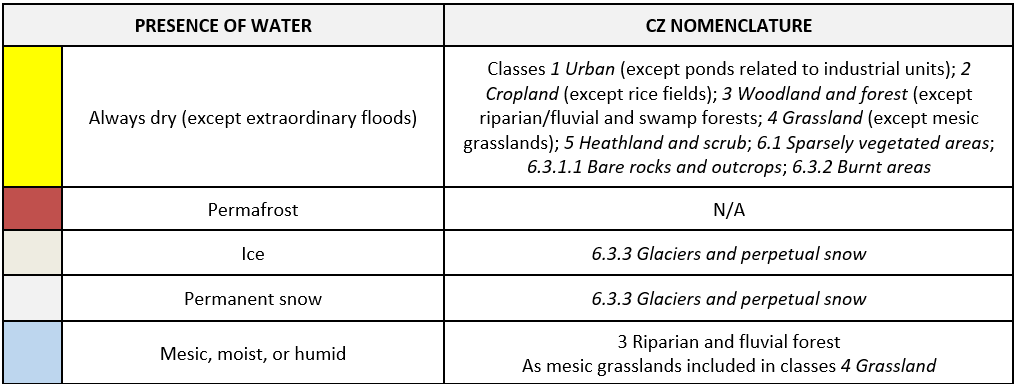 PRESENCE OF WATER
CZ NOMENCLATURE
Always dry (except extraordinary floods)
Classes 1 Urban (except ponds related to industrial units); 2
Cropland (except rice fields); 3 Woodland and forest (except
riparian/fluvial and swamp forests; 4 Grassland (except mesic
grasslands); 5 Heathland and scrub; 6.1 Sparsely vegetated areas;
6.3.1.1 Bare rocks and outcrops; 6.3.2 Burnt areas
Permafrost
N/A
Ice
6.3.3 Glaciers and perpetual snow
Permanent snow
6.3.3 Glaciers and perpetual snow
Mesic, moist, or humid
3 Riparian and fluvial forest
As mesic grasslands included in classes 4 Grassland